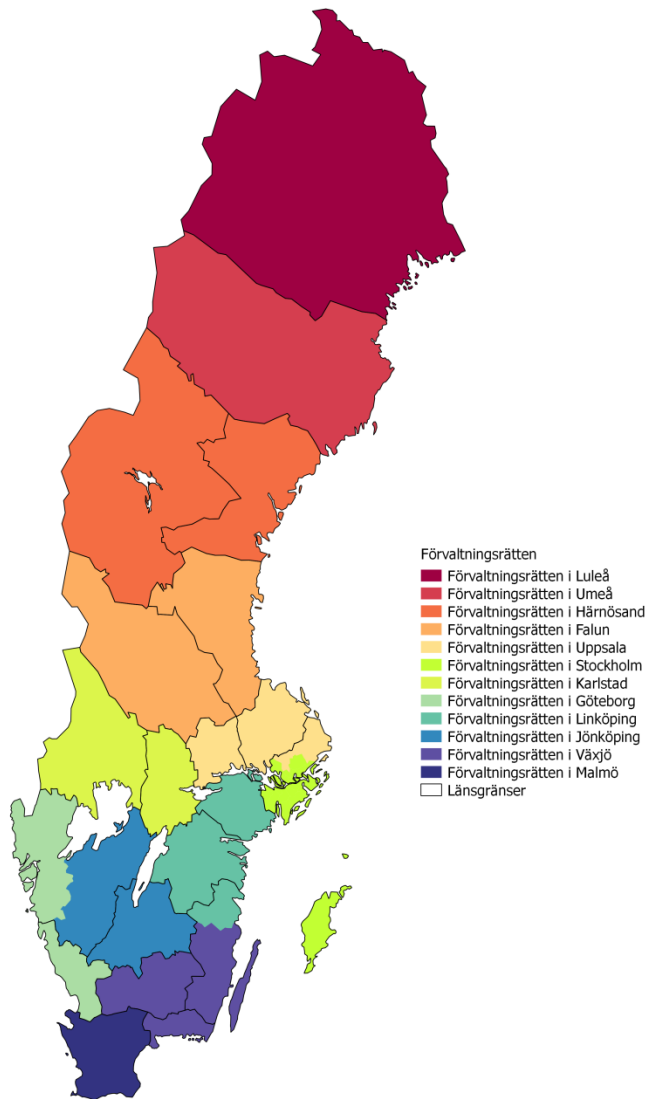 Förvaltningsrätten
Förvaltningsrätten i Luleå
Förvaltningsrätten i Umeå
Förvaltningsrätten i Härnösand
Förvaltningsrätten i Falun
Förvaltningsrätten i Uppsala
Förvaltningsrätten i Stockholm
Förvaltningsrätten i Karlstad
Förvaltningsrätten i Göteborg
Förvaltningsrätten i Linköping
Förvaltningsrätten i Jönköping
Förvaltningsrätten i Växjö
Förvaltningsrätten i Malmö
Länsgränser